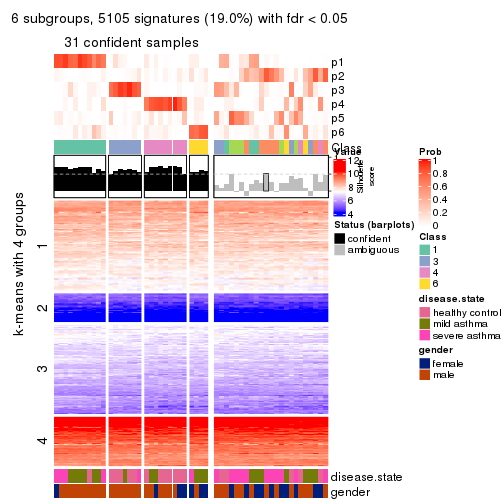 6 subgroups, 5105 signatures (19.0%) with fdr < 0.05
31 confident samples
p1
p2
p3
p4
p5
p6
Class
k-means with 4 groups
1
2
3
4
disease.state
gender
Value
12
10
8
6
4
Silhouette
score
Status (barplots)
confident
ambiguous
Prob
1
0.8
0.6
0.4
0.2
0
Class
1
3
4
6
disease.state
healthy control
mild asthma
severe asthma
gender
female
male